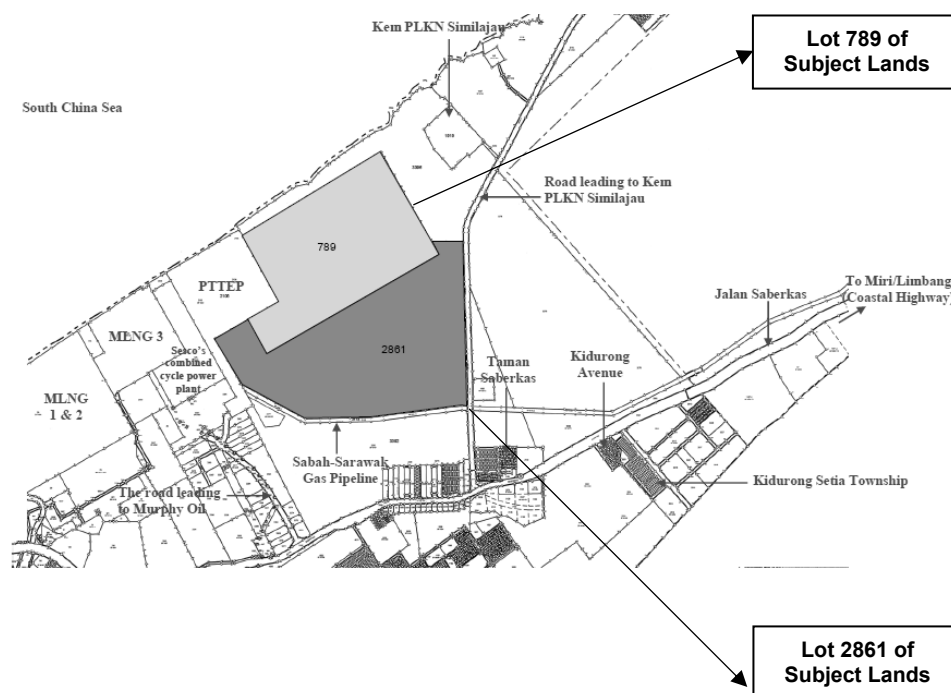 Kem PLKN Similajau
Lot 789 of
Subject Lands
South China Sea
Road leading to Kem
PLKN Similajau
789
PTTEP
To Miri/Limbang
(Coastal Highway)
Jalan Saberkas
MLNG 3
2861
Sesco's
combined
cycle power
plant
Taman
Saberkas
Kidurong
Avenue
MLNG
1 & 2
Sabah-Sarawak
Gas Pipeline
Kidurong Setia Township
The road leading
to Murphy Oil
Lot 2861 of
Subject Lands